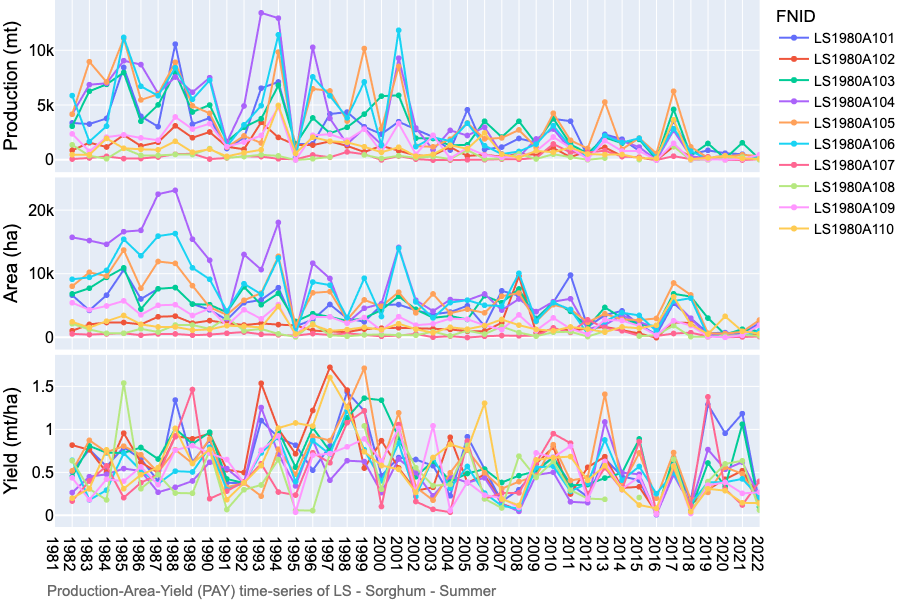 FNID
LS1980A101
LS1980A102
LS1980A103
LS1980A104
LS1980A105
LS1980A106
LS1980A107
LS1980A108
LS1980A109
LS1980A110
Production (mt)
10k
5k
0
Area (ha)
20k
10k
0
Yield (mt/ha)
1.5
1
0.5
0
1981 1982 1983 1984 1985 1986 1987 1988 1989 1990 1991 1992 1993 1994 1995 1996 1997 1998 1999 2000 2001 2002 2003 2004 2005 2006 2007 2008 2009 2010 2011 2012 2013 2014 2015 2016 2017 2018 2019 2020 2021 2022
Production-Area-Yield (PAY) time-series of LS - Sorghum - Summer